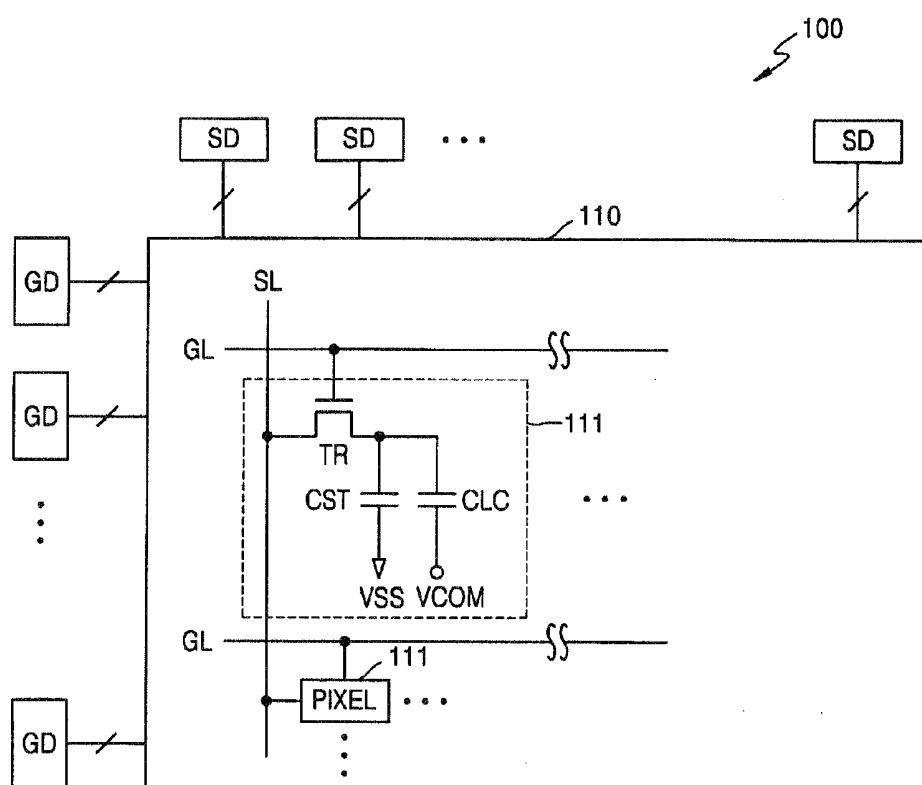 100
SD SD ... SD
110
GD
SL
GL
GD
TR
111
CST CLC
...
VSS VCOM
GL
111
PIXEL ...
GD